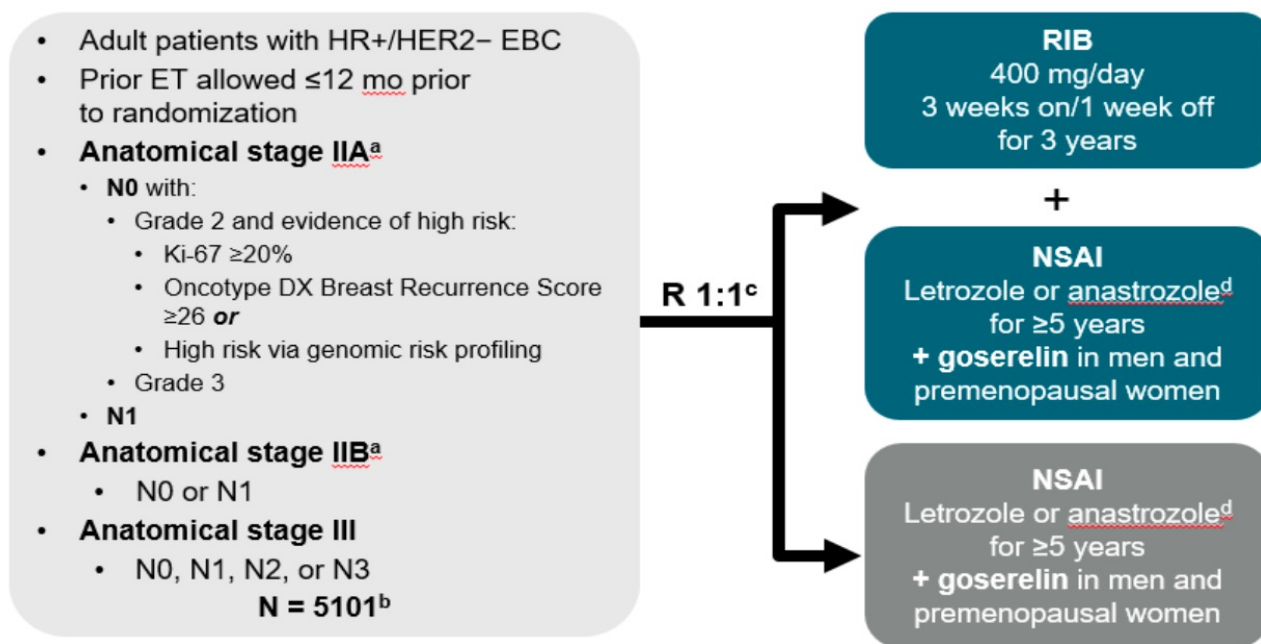 • Adult patients with HR+/HER2− EBC
• Prior ET allowed ≤12 mo prior
to randomization
• Anatomical stage IIAᵃ
• N0 with:
• Grade 2 and evidence of high risk:
• Ki-67 ≥20%
• Oncotype DX Breast Recurrence Score
≥26 or
• High risk via genomic risk profiling
• Grade 3
• N1
• Anatomical stage IIBᵃ
• N0 or N1
• Anatomical stage III
• N0, N1, N2, or N3
N = 5101ᵇ
R 1:1ᶜ
RIB
400 mg/day
3 weeks on/1 week off
for 3 years
+
NSAI
Letrozole or anastrozoleᵈ
for ≥5 years
+ goserelin in men and
premenopausal women
NSAI
Letrozole or anastrozoleᵈ
for ≥5 years
+ goserelin in men and
premenopausal women